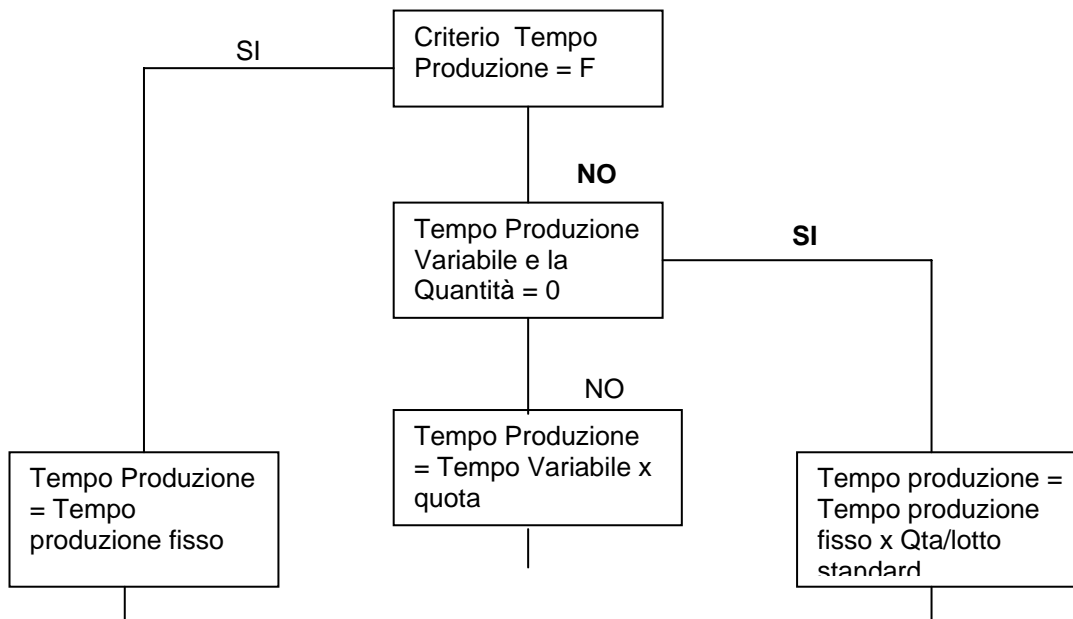 Criterio Tempo
Produzione = F
SI
NO
Tempo Produzione
Variabile e la
Quantità = 0
SI
NO
Tempo Produzione
= Tempo Variabile x
quota
Tempo Produzione
= Tempo
produzione fisso
Tempo produzione =
Tempo produzione
fisso x Qta/lotto
standard